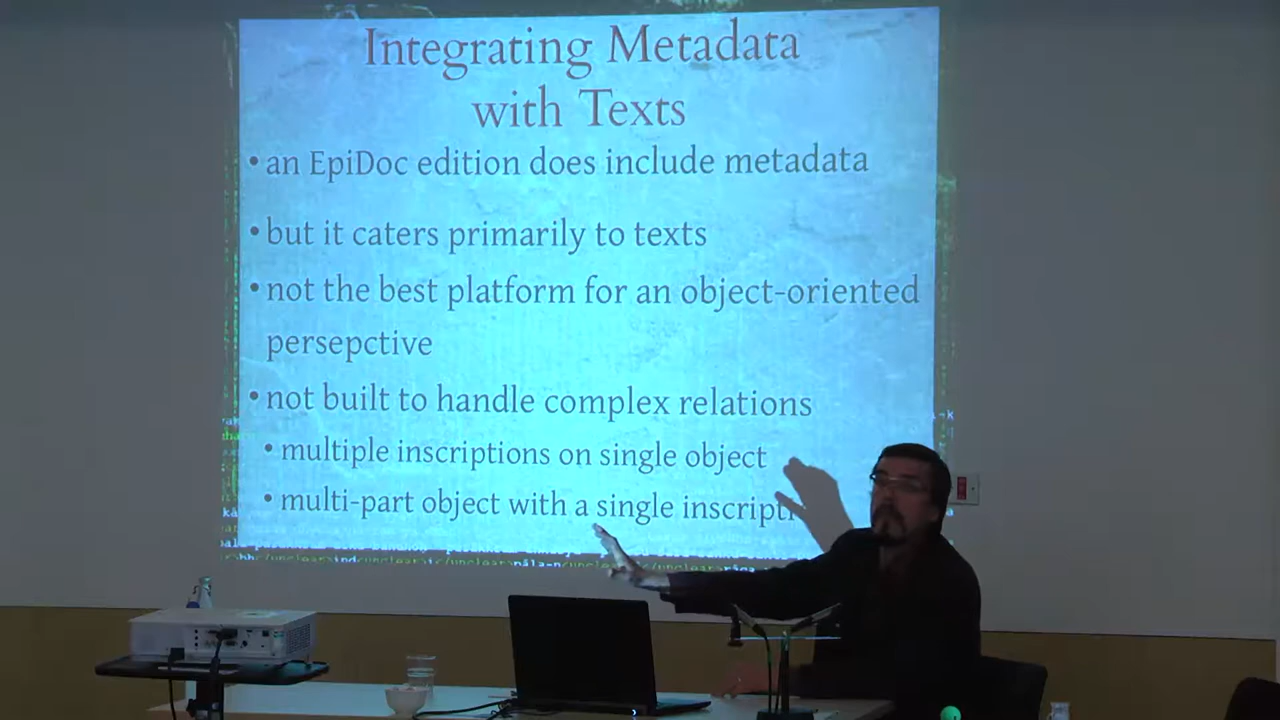 Integrating Metadata
with Texts
• an EpiDoc edition does include metadata
• but it caters primarily to texts
• not the best platform for an object-oriented
persepctive
• not built to handle complex relations
• multiple inscriptions on single object
• multi-part object with a single inscripti